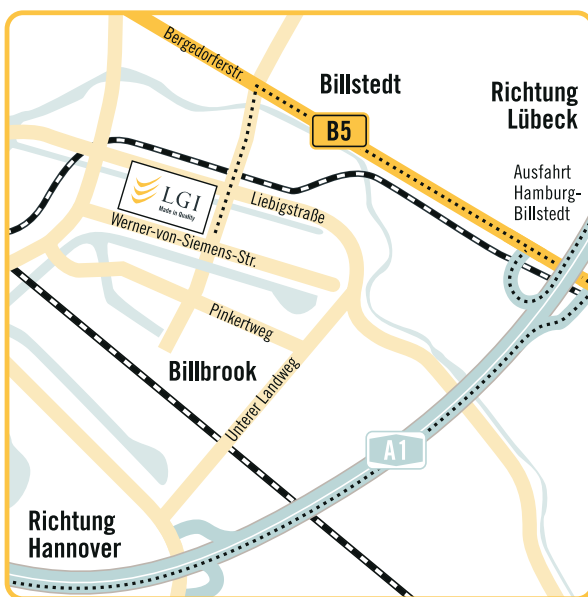 Bergedorferstr.
Billstedt
B5
Richtung
Lübeck
Ausfahrt
Hamburg-
Billstedt
LGI
Made in Quality
Liebigstraße
Werner-von-Siemens-Str.
Pinkertweg
Billbrook
Unterer Landweg
A1
Richtung
Hannover